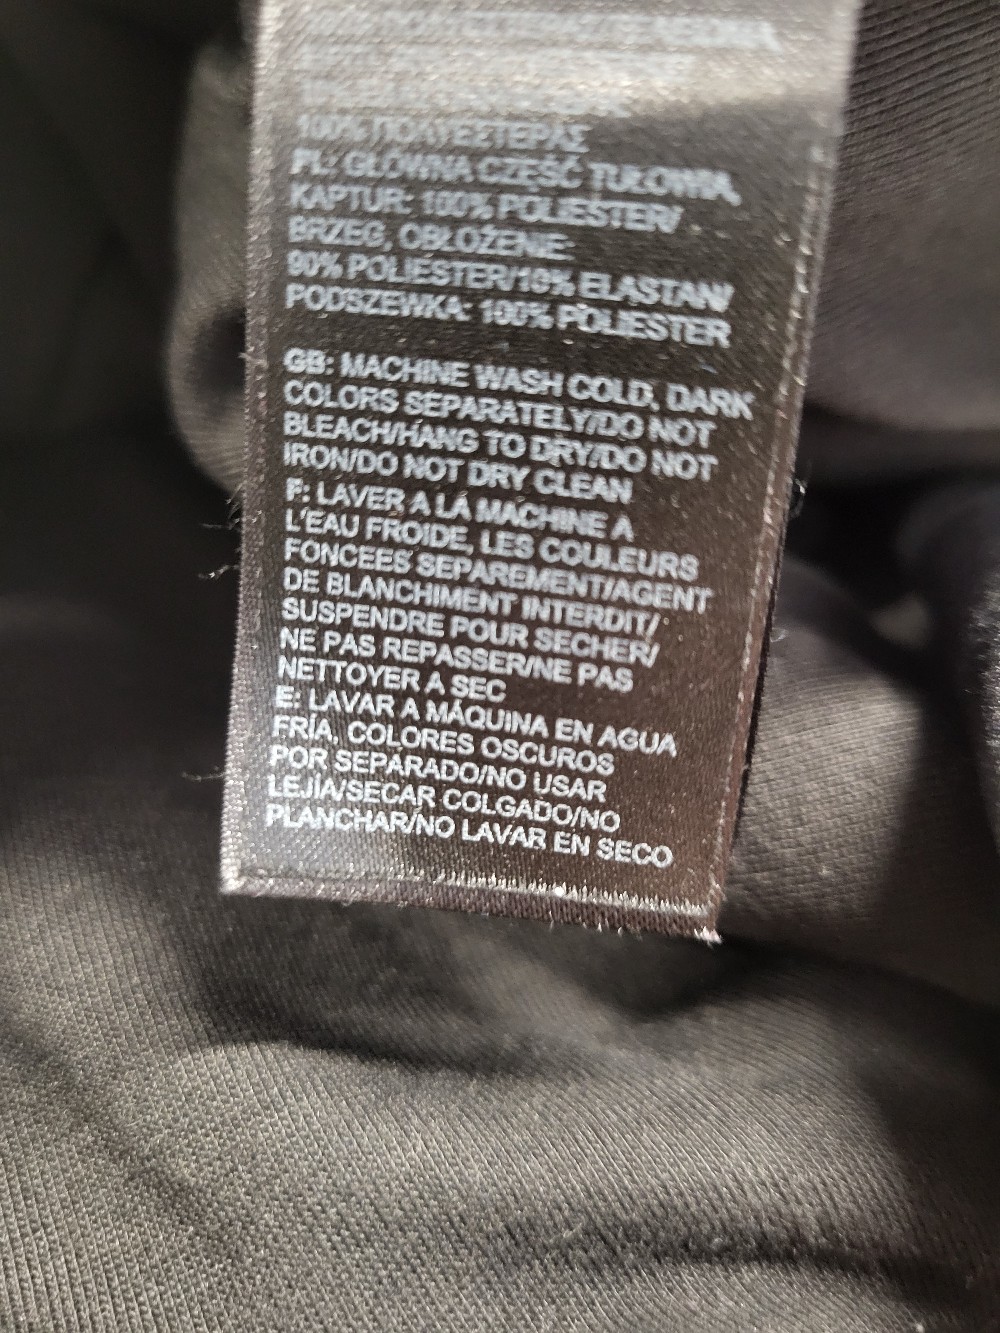 100% ΠΟΛΥΕΣΤΕΡΑΣ
PL: GŁÓWNA CZĘŚĆ TUŁOWIA,
KAPTUR: 100% POLIESTER/
BRZEG, OBŁOŻENIE:
90% POLIESTER/10% ELASTAN/
PODSZEWKA: 100% POLIESTER
GB: MACHINE WASH COLD, DARK
COLORS SEPARATELY/DO NOT
BLEACH/HANG TO DRY/DO NOT
IRON/DO NOT DRY CLEAN
F: LAVER A LA MACHINE A
L'EAU FROIDE, LES COULEURS
FONCEES SEPAREMENT/AGENT
DE BLANCHIMENT INTERDIT/
SUSPENDRE POUR SECHER/
NE PAS REPASSER/NE PAS
NETTOYER A SEC
E: LAVAR A MÁQUINA EN AGUA
FRÍA, COLORES OSCUROS
POR SEPARADO/NO USAR
LEJÍA/SECAR COLGADO/NO
PLANCHAR/NO LAVAR EN SECO